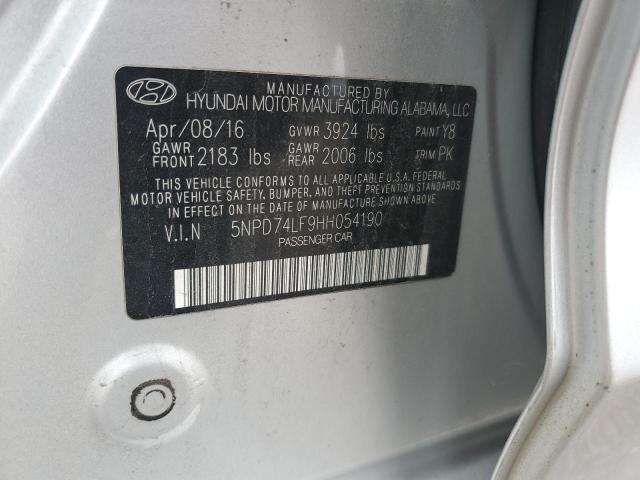 MANUFACTURED BY
HYUNDAI MOTOR MANUFACTURING ALABAMA, LLC
Apr/08/16 GVWR 3924 lbs PAINT Y8
GAWR FRONT 2183 lbs GAWR REAR 2006 lbs TRIM PK
THIS VEHICLE CONFORMS TO ALL APPLICABLE U.S.A. FEDERAL
MOTOR VEHICLE SAFETY, BUMPER, AND THEFT PREVENTION STANDARDS
IN EFFECT ON THE DATE OF MANUFACTURE SHOWN ABOVE.
V.I.N 5NPD74LF9HH054190
PASSENGER CAR